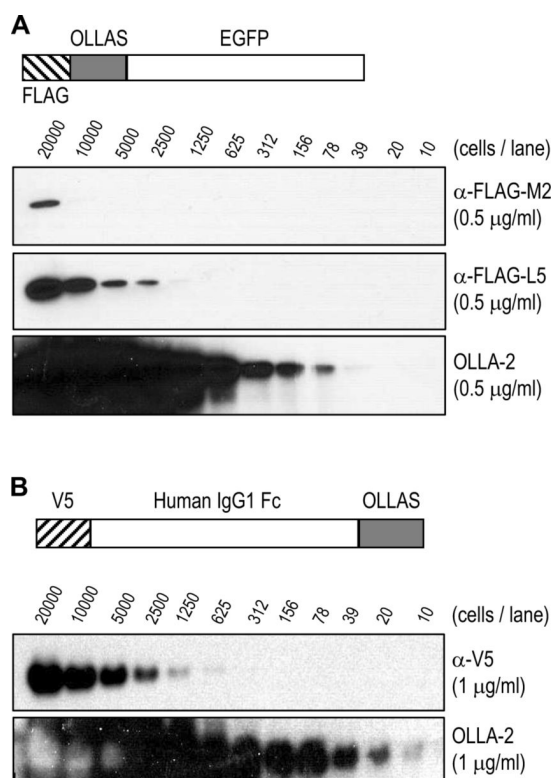 A
OLLAS EGFP
FLAG
20000 10000 5000 2500 1250 625 312 156 78 39 20 10 (cells / lane)
α-FLAG-M2
(0.5 μg/ml)
α-FLAG-L5
(0.5 μg/ml)
OLLA-2
(0.5 μg/ml)
B
V5 Human IgG1 Fc OLLAS
20000 10000 5000 2500 1250 625 312 156 78 39 20 10 (cells / lane)
α-V5
(1 μg/ml)
OLLA-2
(1 μg/ml)